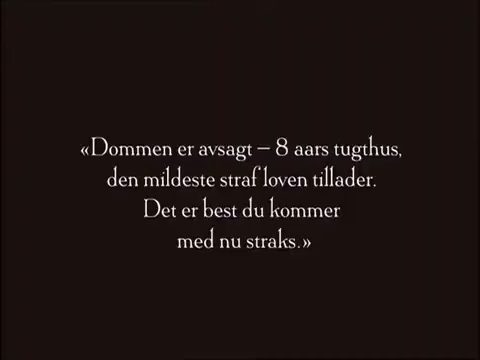 «Dommen er avsagt – 8 aars tugthus,
den mildeste straf loven tillader.
Det er best du kommer
med nu straks.»